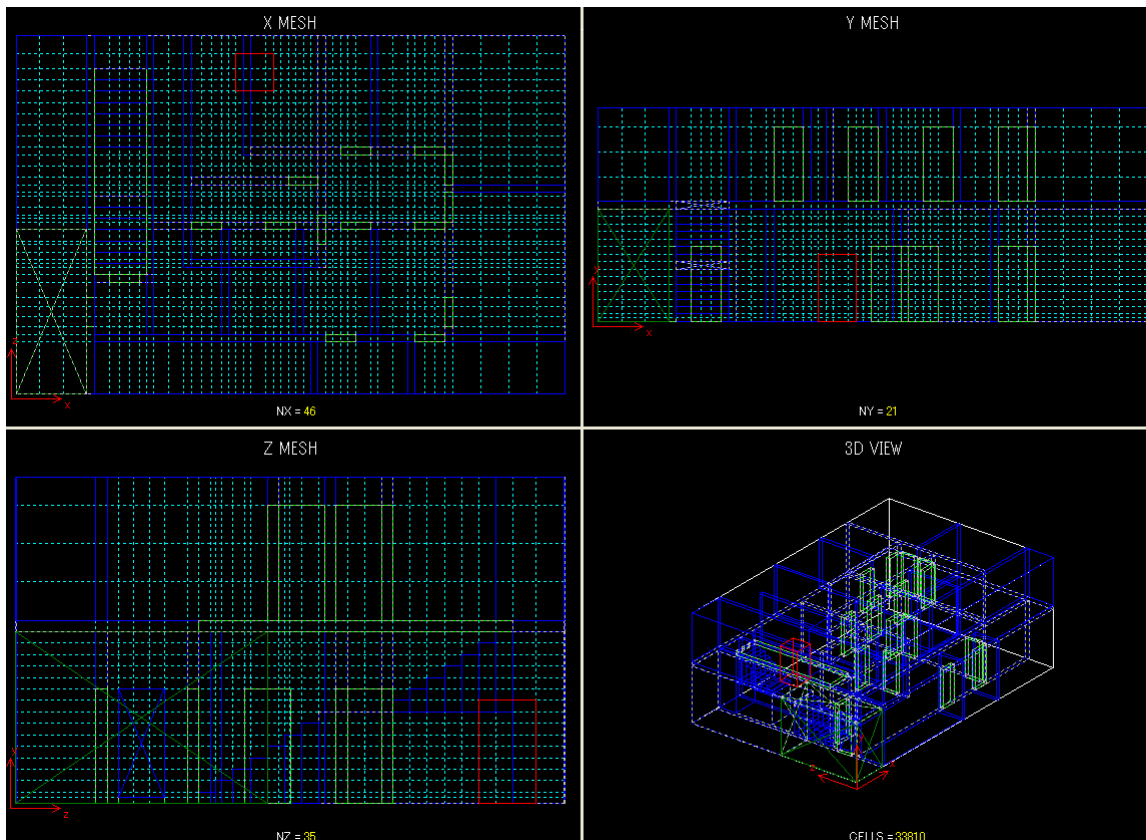 X MESH
Y MESH
x
x
NX = 46
NY = 21
Z MESH
3D VIEW
z
NZ = 35
CELLS = 33810